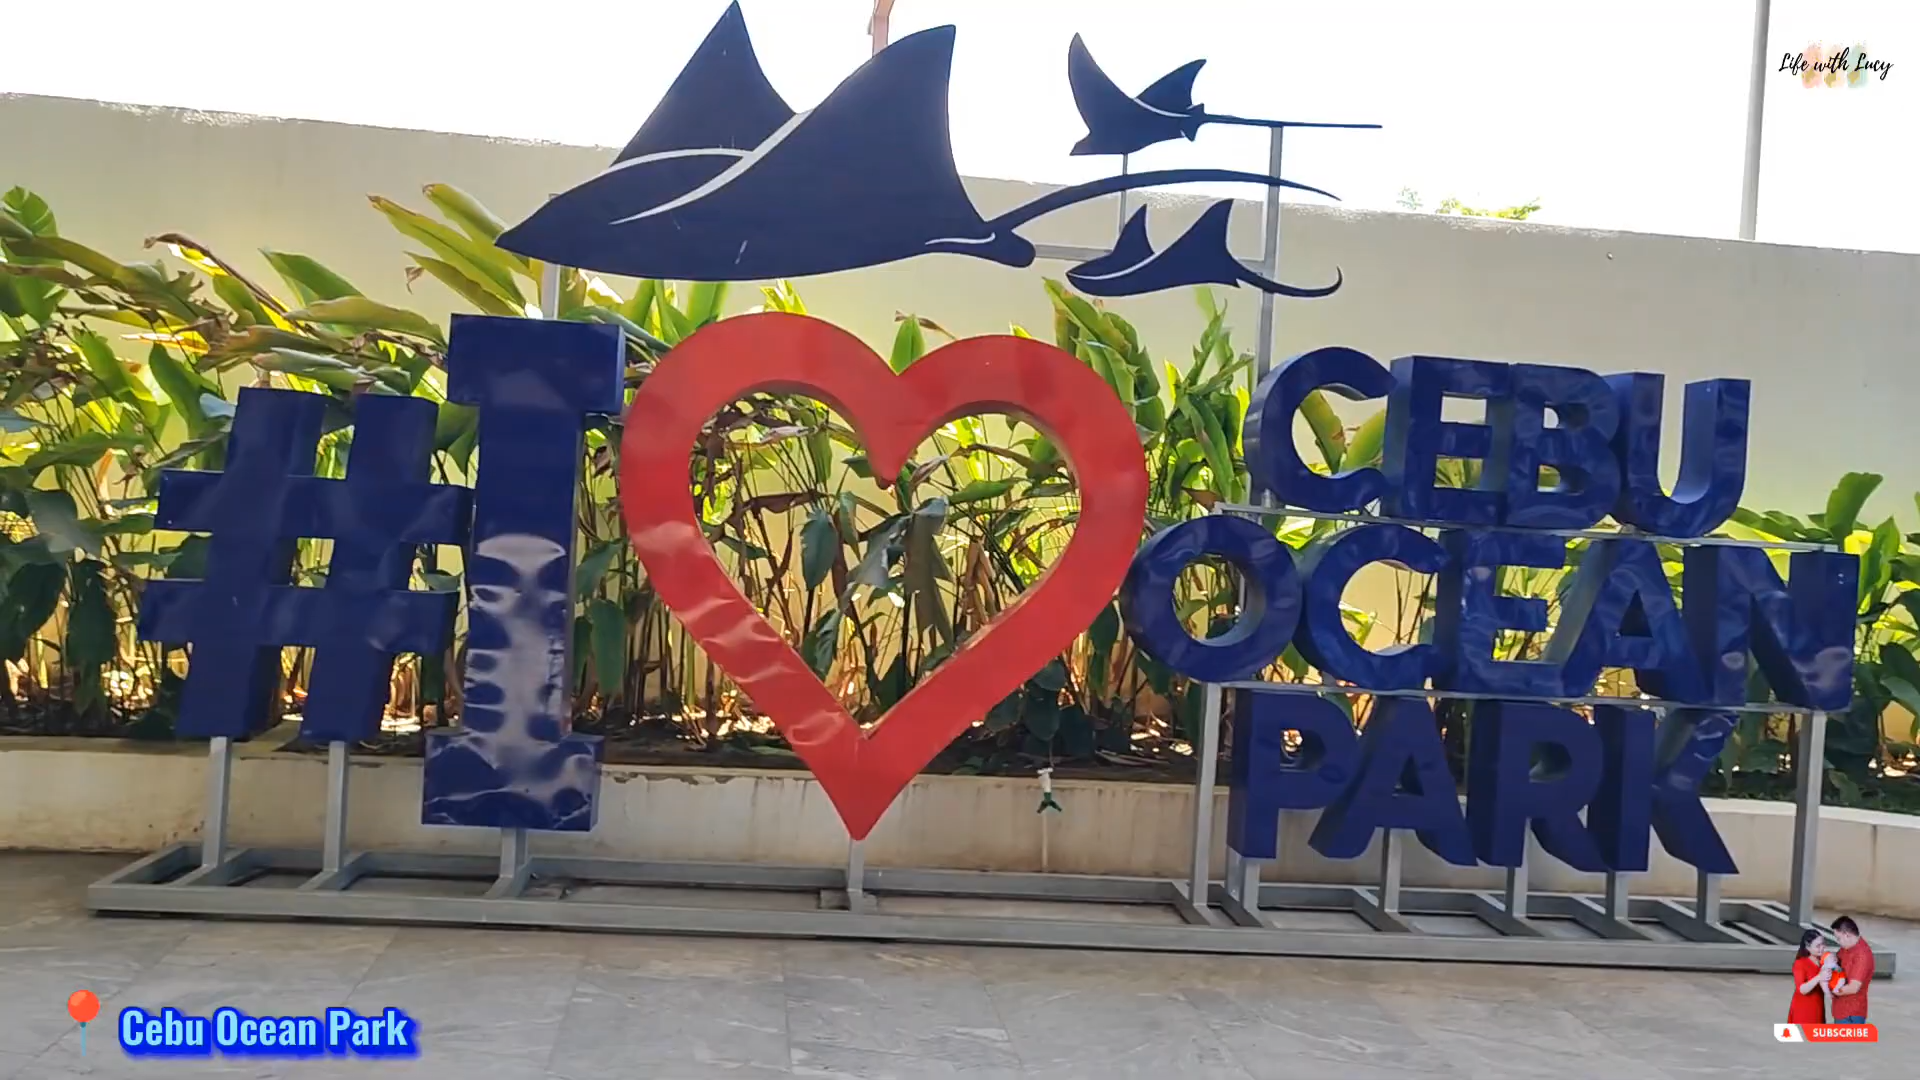 Life with Lucy
#I
CEBU
OCEAN
PARK
Cebu Ocean Park
SUBSCRIBE